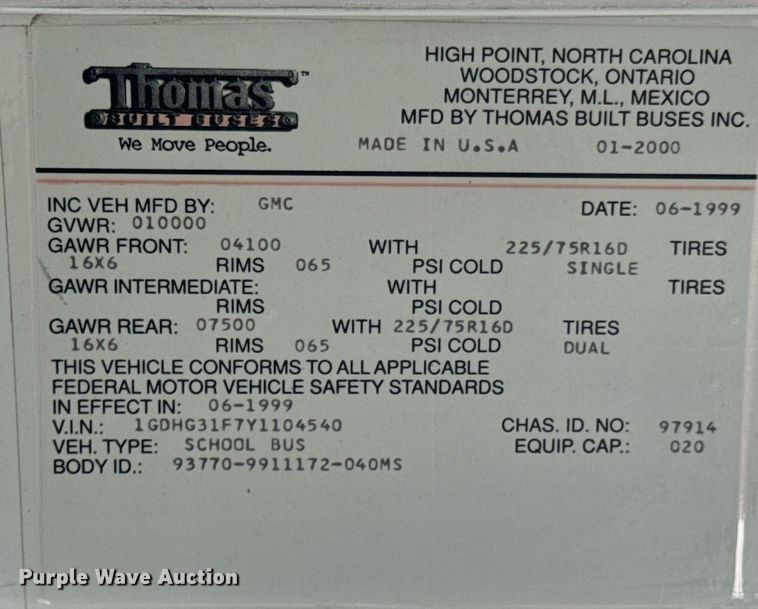 Thomas™
BUILT BUSES
We Move People.
HIGH POINT, NORTH CAROLINA
WOODSTOCK, ONTARIO
MONTERREY, M.L., MEXICO
MFD BY THOMAS BUILT BUSES INC.
MADE IN U.S.A 01-2000
INC VEH MFD BY: GMC DATE: 06-1999
GVWR: 010000
GAWR FRONT: 04100 WITH 225/75R16D TIRES
16X6 RIMS 065 PSI COLD SINGLE
GAWR INTERMEDIATE: WITH TIRES
RIMS PSI COLD
GAWR REAR: 07500 WITH 225/75R16D TIRES
16X6 RIMS 065 PSI COLD DUAL
THIS VEHICLE CONFORMS TO ALL APPLICABLE
FEDERAL MOTOR VEHICLE SAFETY STANDARDS
IN EFFECT IN: 06-1999
V.I.N.: 1GDHG31F7Y1104540 CHAS. ID. NO: 97914
VEH. TYPE: SCHOOL BUS EQUIP. CAP.: 020
BODY ID.: 93770-9911172-040MS
Purple Wave Auction